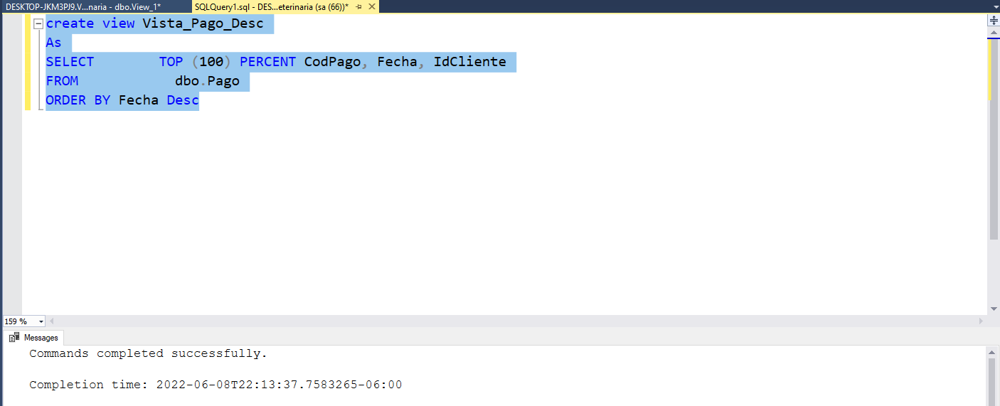 DESKTOP-JKM3PJ9.V...naria - dbo.View_1*
SQLQuery1.sql - DES...eterinaria (sa (66))*
create view Vista_Pago_Desc
As
SELECT TOP (100) PERCENT CodPago, Fecha, IdCliente
FROM dbo.Pago
ORDER BY Fecha Desc
159 %
Messages
Commands completed successfully.
Completion time: 2022-06-08T22:13:37.7583265-06:00